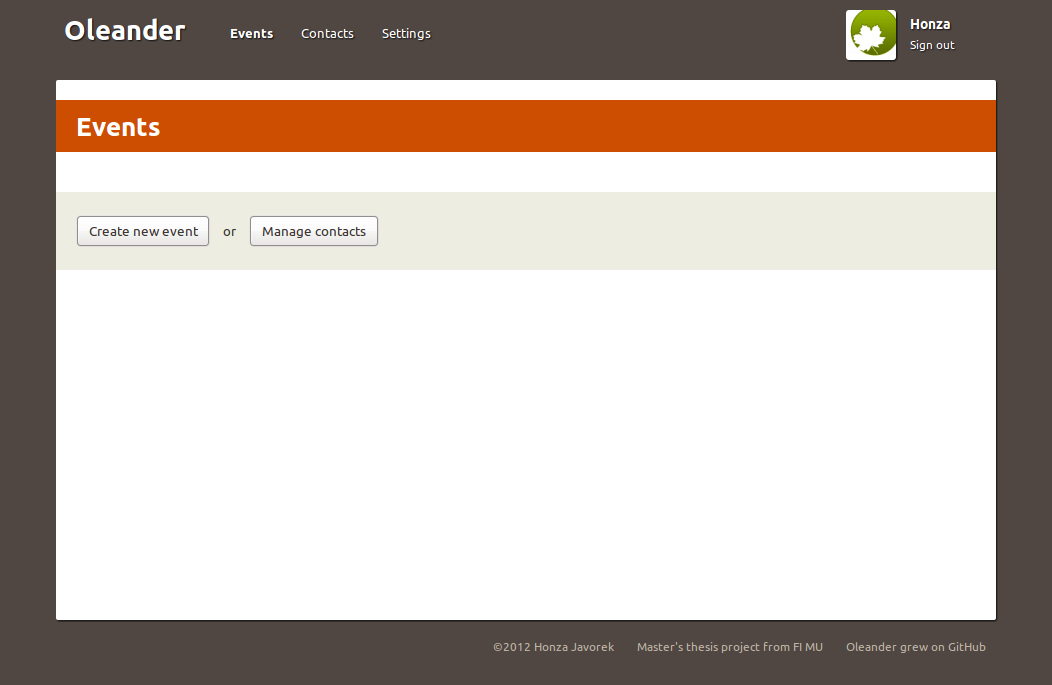 Oleander Events Contacts Settings Honza
Sign out
Events
Create new event or Manage contacts
©2012 Honza Javorek Master's thesis project from FI MU Oleander grew on GitHub